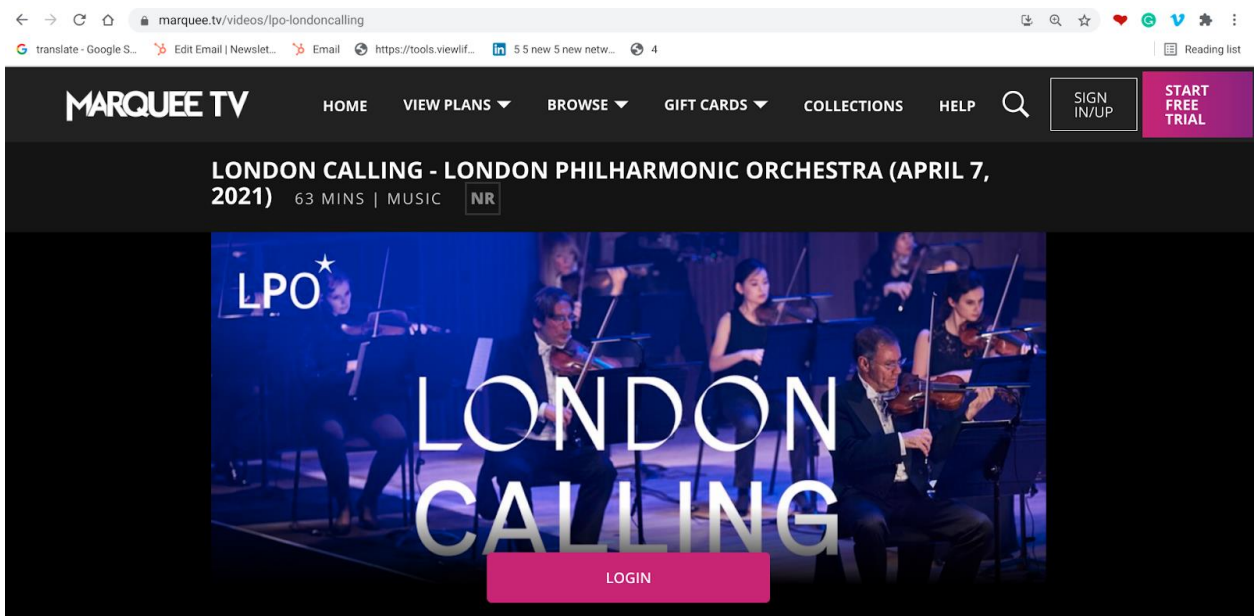 marquee.tv/videos/lpo-londoncalling
translate - Google S... Edit Email | Newslet... Email https://tools.viewlif... 5 5 new 5 new netw... 4 Reading list
MARQUEE TV HOME VIEW PLANS BROWSE GIFT CARDS COLLECTIONS HELP SIGN IN/UP START FREE TRIAL
LONDON CALLING - LONDON PHILHARMONIC ORCHESTRA (APRIL 7,
2021) 63 MINS | MUSIC NR
LPO
LONDON
CALLING
LOGIN